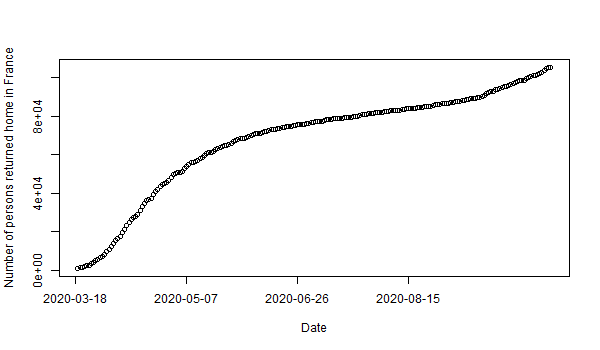 Number of persons returned home in France
8e+04
4e+04
0e+00
2020-03-18 2020-05-07 2020-06-26 2020-08-15
Date